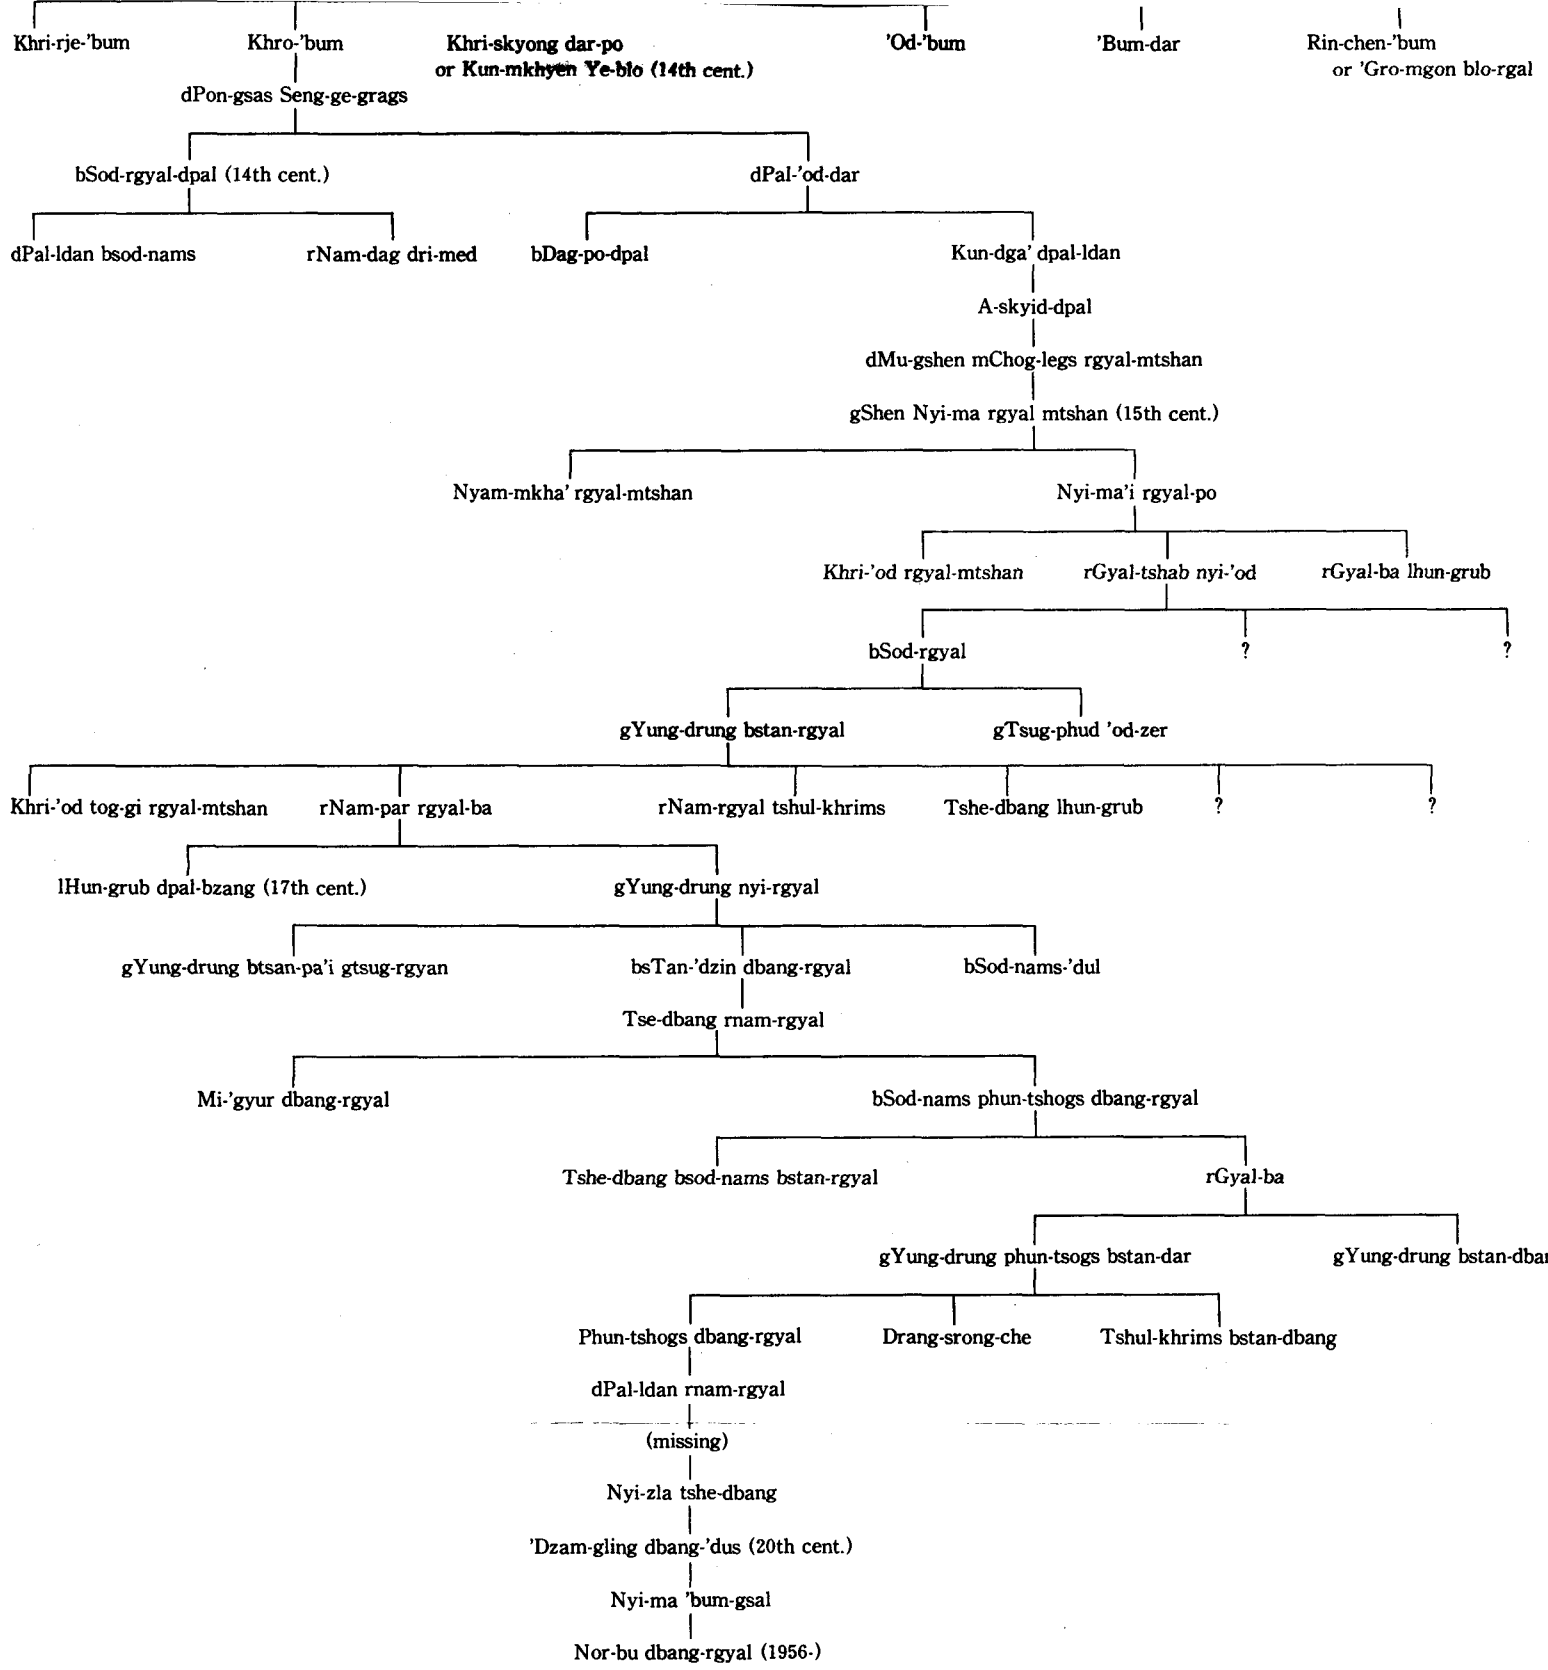 Khri-rje-'bum Khro-'bum Khri-skyong dar-po 'Od-'bum 'Bum-dar Rin-chen-'bum
or Kun-mkhyen Ye-blo (14th cent.) or 'Gro-mgon blo-rgal
dPon-gsas Seng-ge-grags
bSod-rgyal-dpal (14th cent.) dPal-'od-dar
dPal-ldan bsod-nams rNam-dag dri-med bDag-po-dpal Kun-dga' dpal-ldan
A-skyid-dpal
dMu-gshen mChog-legs rgyal-mtshan
gShen Nyi-ma rgyal mtshan (15th cent.)
Nyam-mkha' rgyal-mtshan Nyi-ma'i rgyal-po
Khri-'od rgyal-mtshan rGyal-tshab nyi-'od rGyal-ba lhun-grub
bSod-rgyal ? ?
gYung-drung bstan-rgyal gTsug-phud 'od-zer
Khri-'od tog-gi rgyal-mtshan rNam-par rgyal-ba rNam-rgyal tshul-khrims Tshe-dbang lhun-grub ? ?
lHun-grub dpal-bzang (17th cent.) gYung-drung nyi-rgyal
gYung-drung btsan-pa'i gtsug-rgyan bsTan-'dzin dbang-rgyal bSod-nams-'dul
Tse-dbang rnam-rgyal
Mi-'gyur dbang-rgyal bSod-nams phun-tshogs dbang-rgyal
Tshe-dbang bsod-nams bstan-rgyal rGyal-ba
gYung-drung phun-tsogs bstan-dar gYung-drung
Phun-tshogs dbang-rgyal Drang-srong-che Tshul-khrims bstan-dbang
dPal-ldan rnam-rgyal
(missing)
Nyi-zla tshe-dbang
'Dzam-gling dbang-'dus (20th cent.)
Nyi-ma 'bum-gsal
Nor-bu dbang-rgyal (1956-)